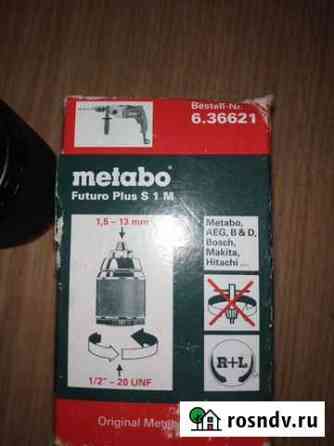 Bestell-Nr.
6.36621
metabo
Futuro Plus S 1 M
1,5 – 13 mm
Metabo,
AEG, B & D,
Bosch,
Makita,
Hitachi ...
R+L
1/2" – 20 UNF
Original
rosndv.ru